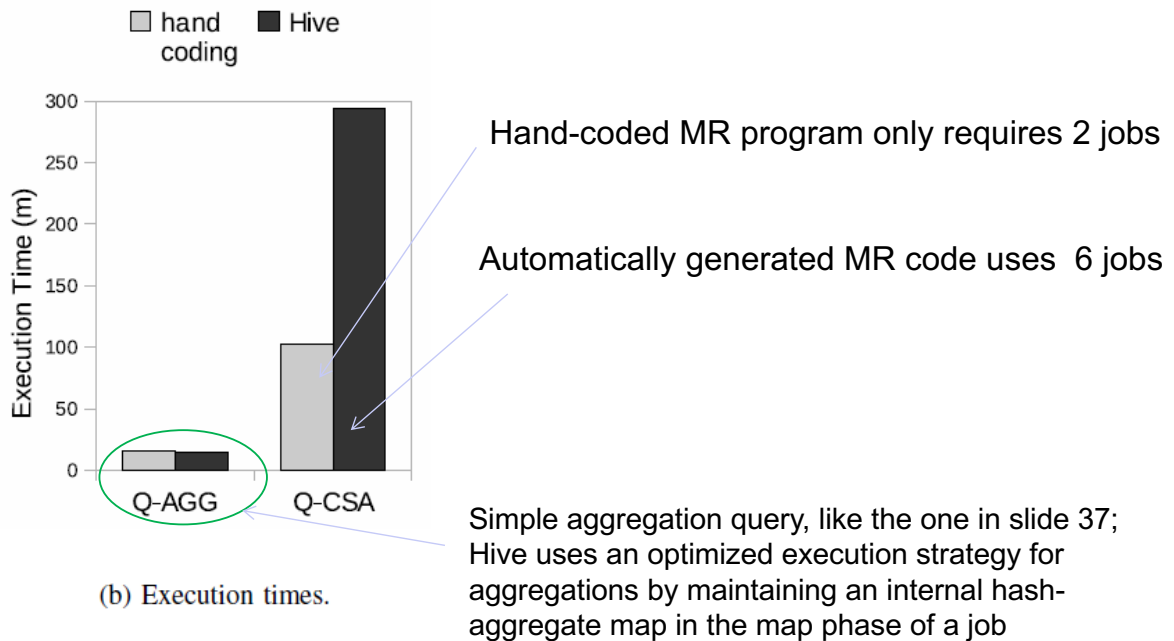 hand
coding
Hive
Execution Time (m)
300
250
200
150
100
50
0
Q-AGG
Q-CSA
(b) Execution times.
Hand-coded MR program only requires 2 jobs
Automatically generated MR code uses 6 jobs
Simple aggregation query, like the one in slide 37;
Hive uses an optimized execution strategy for
aggregations by maintaining an internal hash-
aggregate map in the map phase of a job